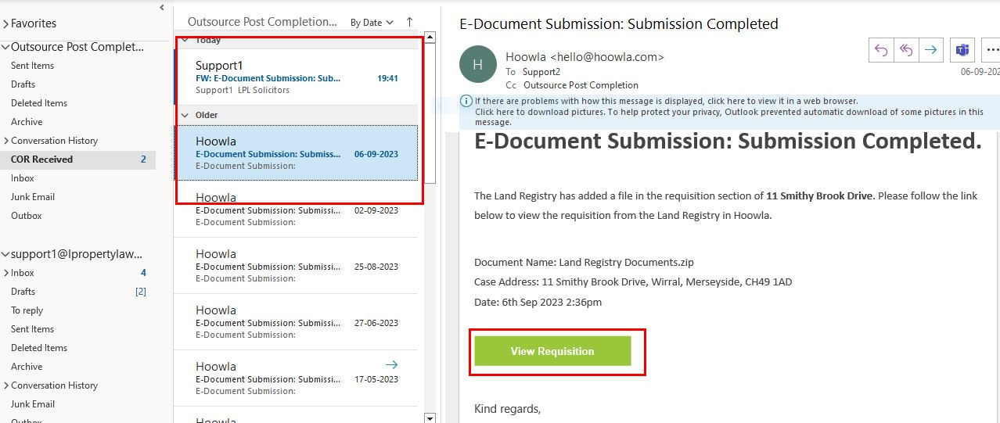 Favorites
Outsource Post Complet...
Sent Items
Drafts
Deleted Items
Archive
Conversation History
COR Received 2
Inbox
Junk Email
Outbox
support1@lpropertylaw...
Inbox 4
Drafts [2]
To reply
Sent Items
Deleted Items
Archive
Conversation History
Junk Email
Outbox
Outsource Post Completion... By Date
Today
Support1
FW: E-Document Submission: Sub... 19:41
Support1 LPL Solicitors
Older
Hoowla
E-Document Submission: Submiss... 06-09-2023
E-Document Submission:
Hoowla
E-Document Submission: Submissi... 02-09-2023
E-Document Submission:
Hoowla
E-Document Submission: Submissi... 25-08-2023
E-Document Submission:
Hoowla
E-Document Submission: Submissi... 27-06-2023
E-Document Submission:
Hoowla
E-Document Submission: Submissi... 17-05-2023
E-Document Submission:
Hoowla
E-Document Submission: Submission Completed
H
Hoowla <hello@hoowla.com>
To Support2
Cc Outsource Post Completion
06-09-202
If there are problems with how this message is displayed, click here to view it in a web browser.
Click here to download pictures. To help protect your privacy, Outlook prevented automatic download of some pictures in this
message.
E-Document Submission: Submission Completed.
The Land Registry has added a file in the requisition section of 11 Smithy Brook Drive. Please follow the link
below to view the requisition from the Land Registry in Hoowla.
Document Name: Land Registry Documents.zip
Case Address: 11 Smithy Brook Drive, Wirral, Merseyside, CH49 1AD
Date: 6th Sep 2023 2:36pm
View Requisition
Kind regards,